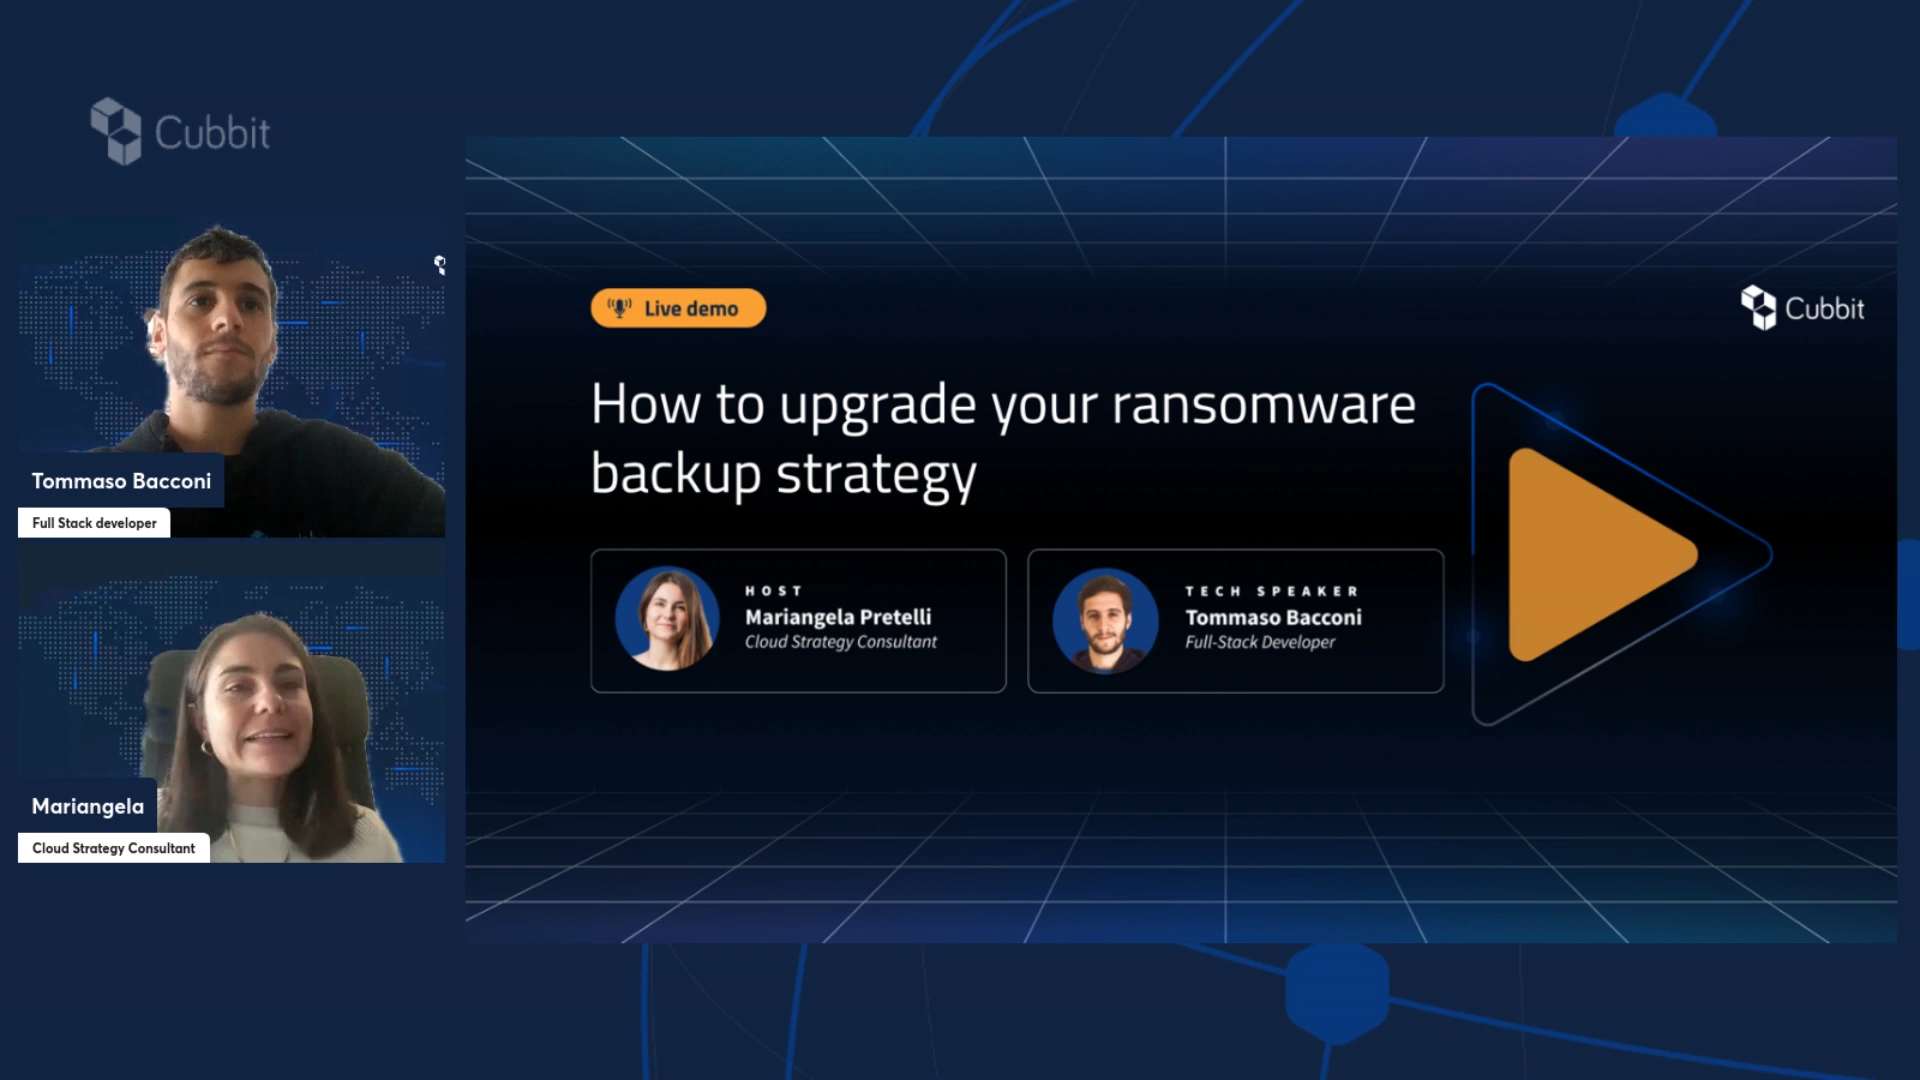 Cubbit
Tommaso Bacconi
Full Stack developer
Mariangela
Cloud Strategy Consultant
Live demo
Cubbit
How to upgrade your ransomware
backup strategy
HOST
Mariangela Pretelli
Cloud Strategy Consultant
TECH SPEAKER
Tommaso Bacconi
Full-Stack Developer